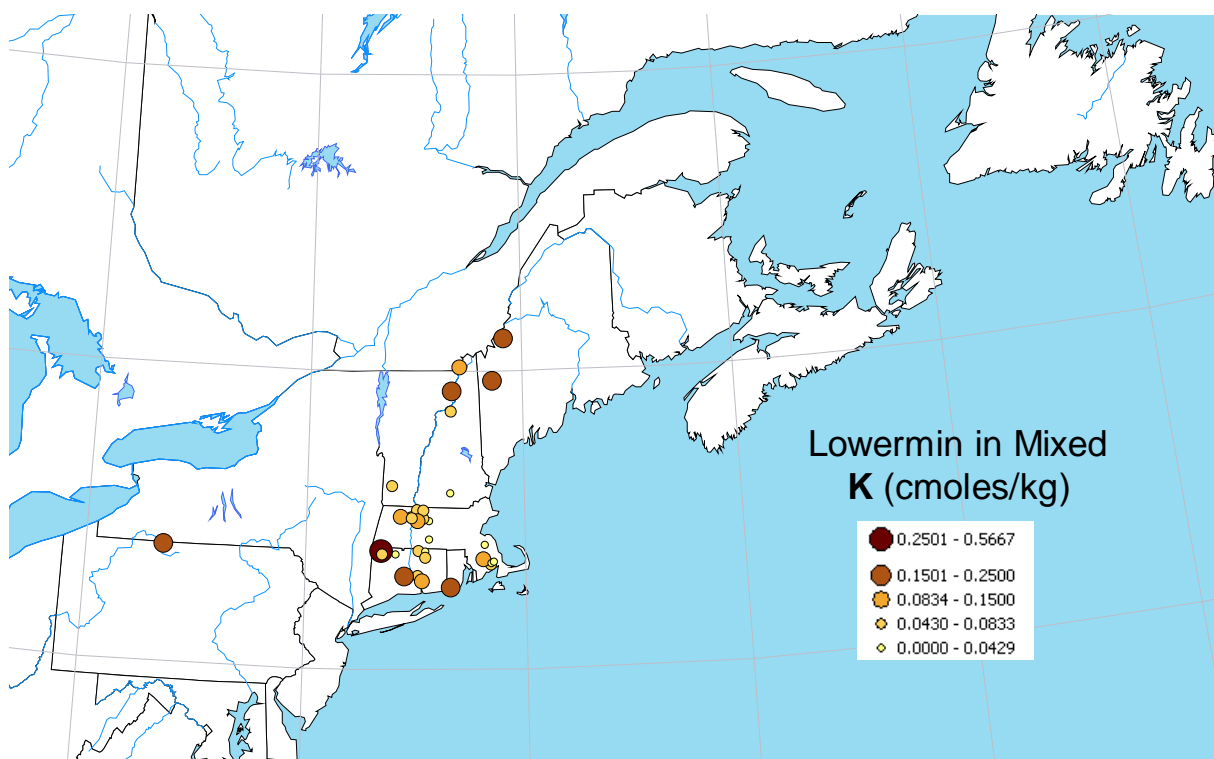 Lowermin in Mixed
K (cmoles/kg)
0.2501 - 0.5667
0.1501 - 0.2500
0.0834 - 0.1500
0.0430 - 0.0833
0.0000 - 0.0429